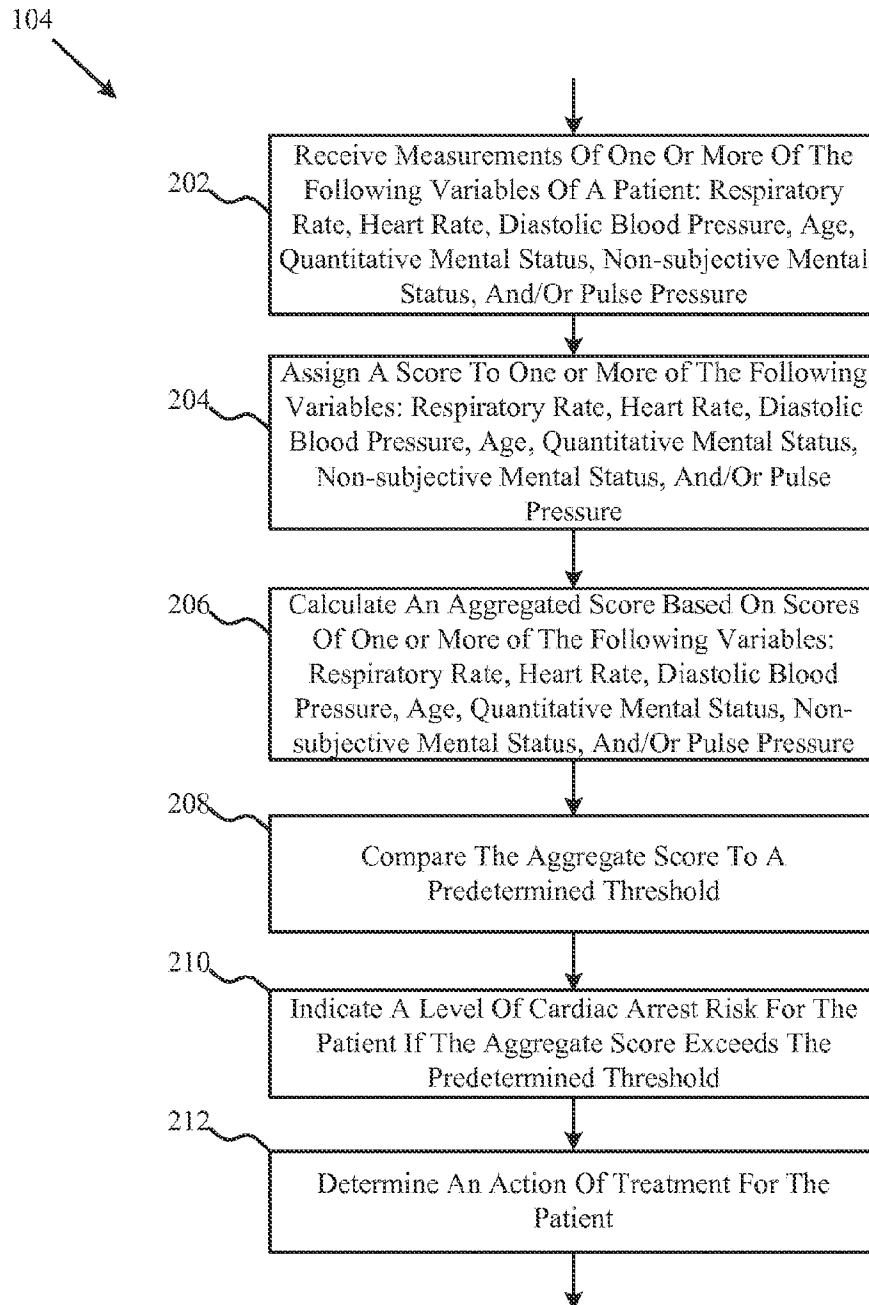 104
202
Receive Measurements Of One Or More Of The
Following Variables Of A Patient: Respiratory
Rate, Heart Rate, Diastolic Blood Pressure, Age,
Quantitative Mental Status, Non-subjective Mental
Status, And/Or Pulse Pressure
204
Assign A Score To One or More of The Following
Variables: Respiratory Rate, Heart Rate, Diastolic
Blood Pressure, Age, Quantitative Mental Status,
Non-subjective Mental Status, And/Or Pulse
Pressure
206
Calculate An Aggregated Score Based On Scores
Of One or More of The Following Variables:
Respiratory Rate, Heart Rate, Diastolic Blood
Pressure, Age, Quantitative Mental Status, Non-
subjective Mental Status, And/Or Pulse Pressure
208
Compare The Aggregate Score To A
Predetermined Threshold
210
Indicate A Level Of Cardiac Arrest Risk For The
Patient If The Aggregate Score Exceeds The
Predetermined Threshold
212
Determine An Action Of Treatment For The
Patient